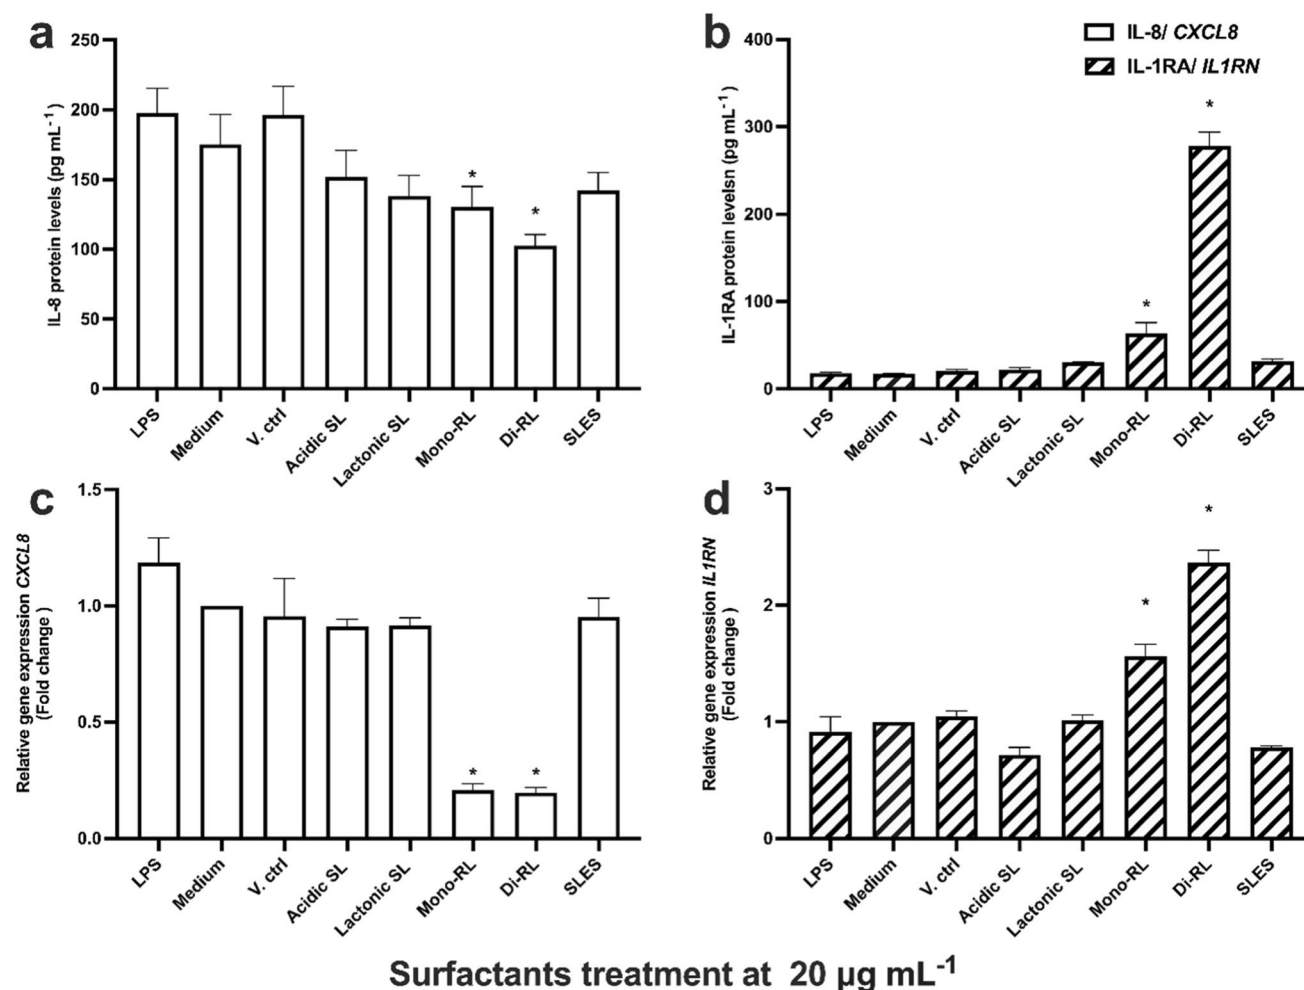 a
IL-8 protein levels (pg mL-1 )
250
200
150
100
50
0
*
*
LPS
Medium
V. ctrl
Acidic SL
Lactonic SL
Mono-RL
Di-RL
SLES
b
IL-1RA protein levelsn (pg mL-1 )
400
300
200
100
0
IL-8/ CXCL8
IL-1RA/ IL1RN
*
*
LPS
Medium
V. ctrl
Acidic SL
Lactonic SL
Mono-RL
Di-RL
SLES
c
Relative gene expression CXCL8
(Fold change )
1.5
1.0
0.5
0.0
*
*
LPS
Medium
V. ctrl
Acidic SL
Lactonic SL
Mono-RL
Di-RL
SLES
d
Relative gene expression IL1RN
(Fold change )
3
2
1
0
*
*
LPS
Medium
V. ctrl
Acidic SL
Lactonic SL
Mono-RL
Di-RL
SLES
Surfactants treatment at 20 µg mL-1